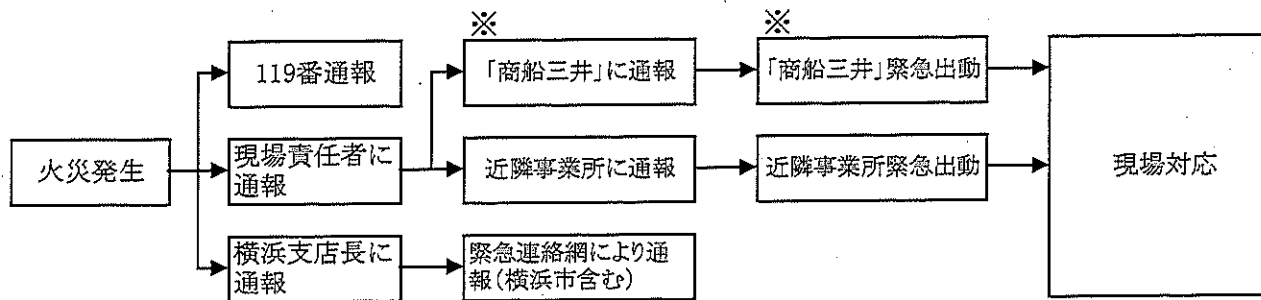 ※
※
119番通報
「商船三井」に通報
「商船三井」緊急出動
火災発生
現場責任者に
通報
近隣事業所に通報
近隣事業所緊急出動
現場対応
横浜支店長に
通報
緊急連絡網により通
報(横浜市含む)